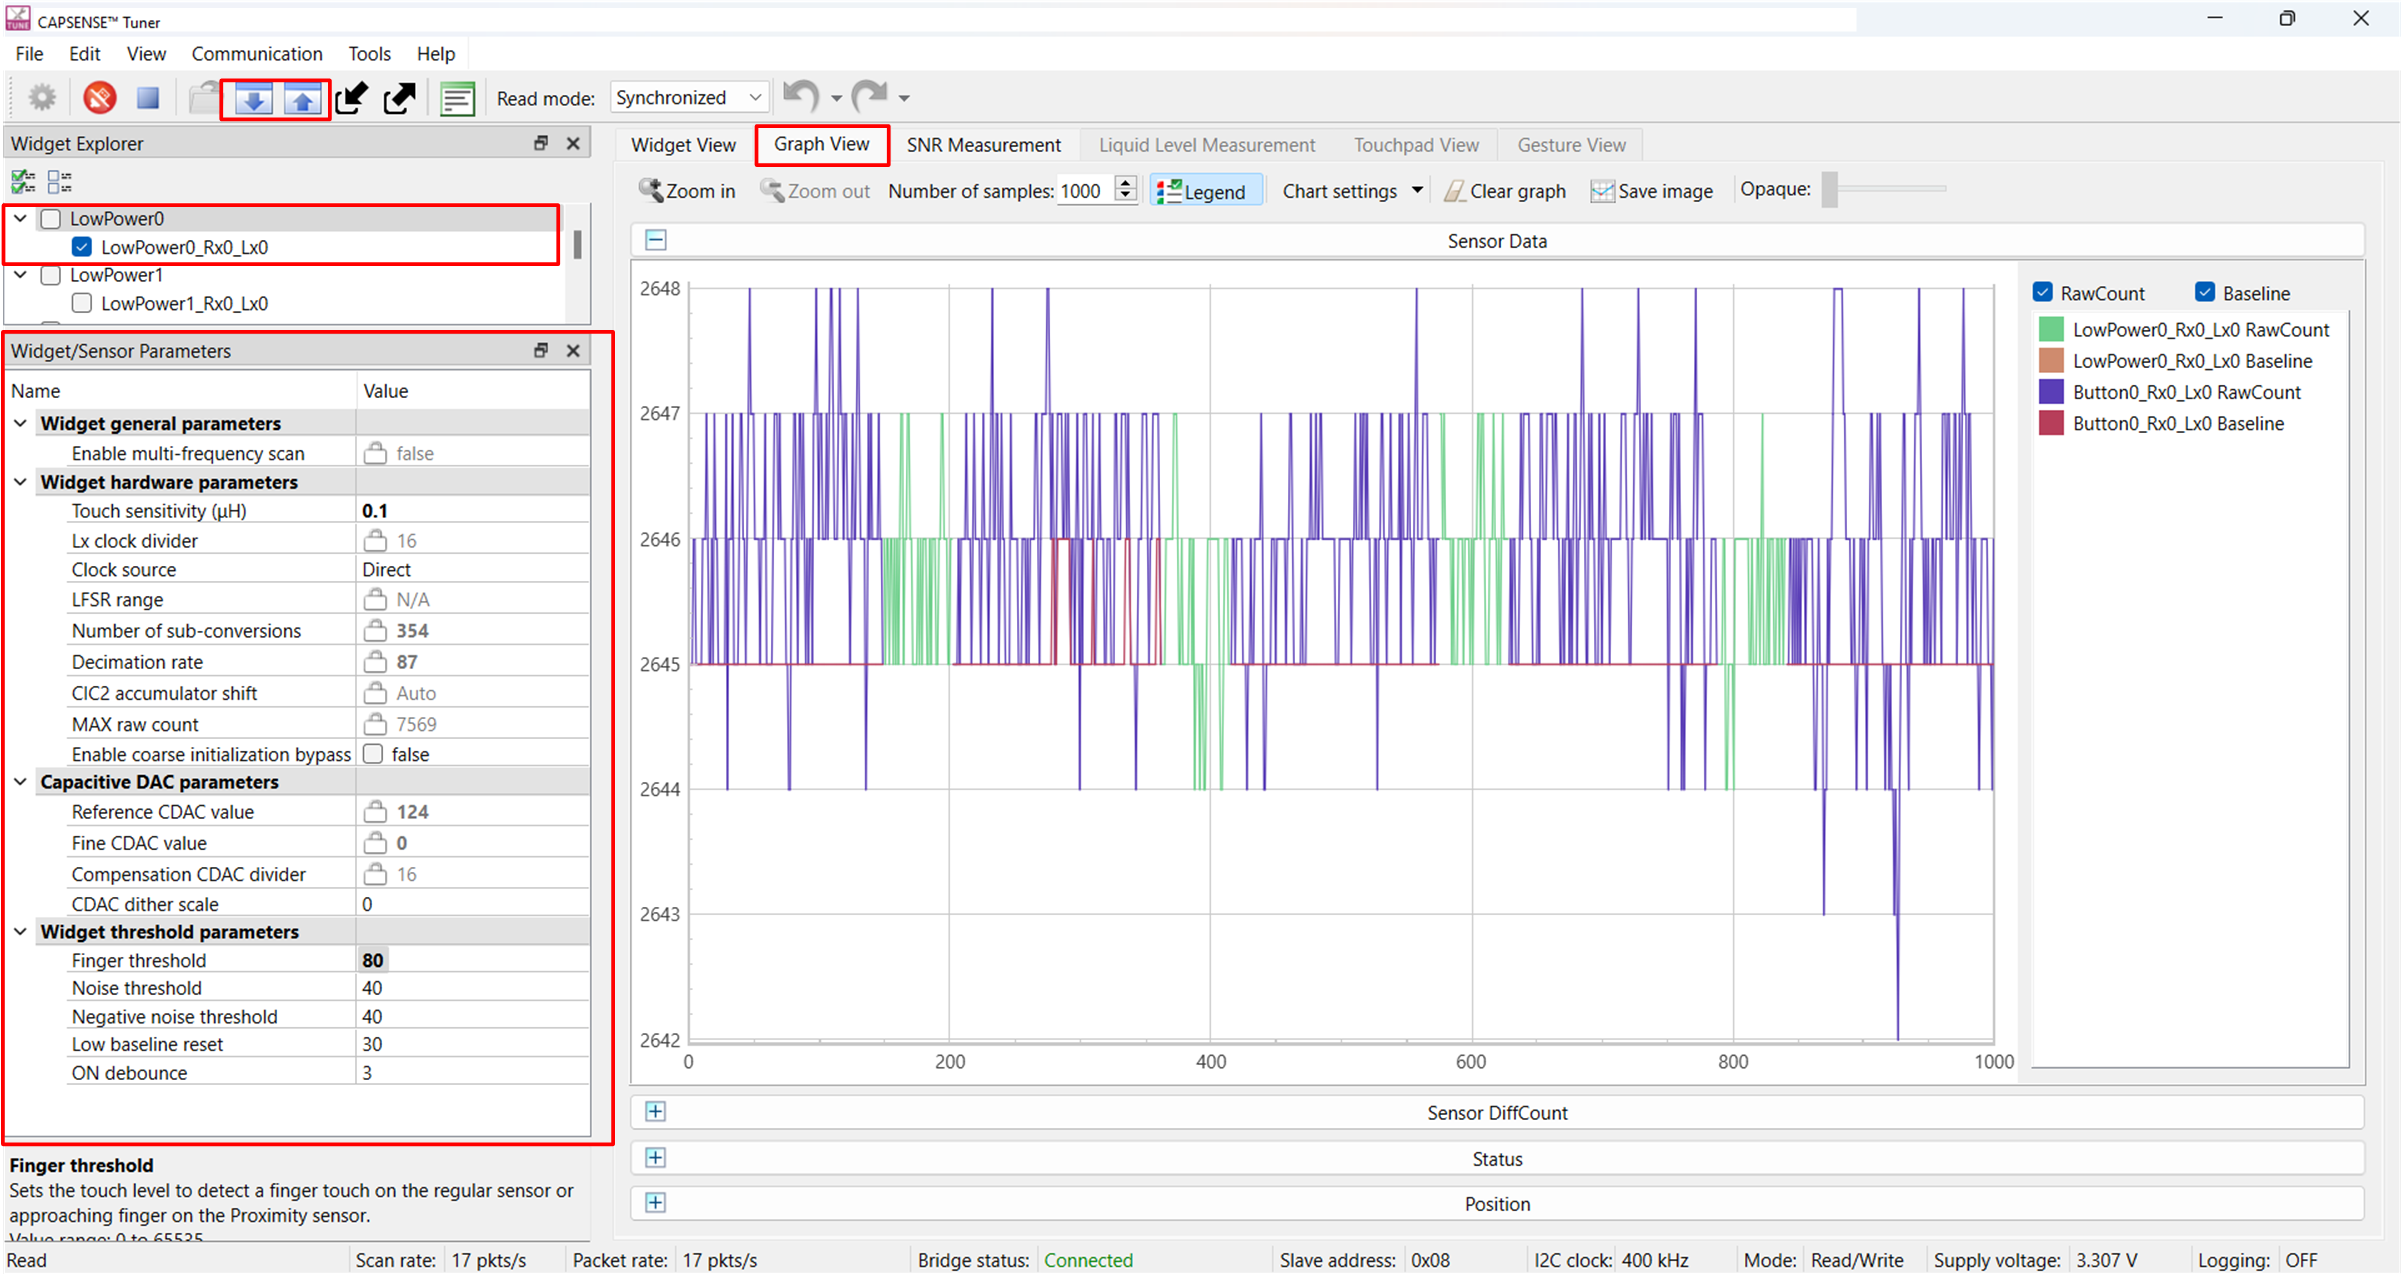 CAPSENSE™ Tuner
File Edit View Communication Tools Help
Read mode: Synchronized
Widget Explorer
LowPower0
LowPower0_Rx0_Lx0
LowPower1
LowPower1_Rx0_Lx0
Widget/Sensor Parameters
Name Value
Widget general parameters
Enable multi-frequency scan false
Widget hardware parameters
Touch sensitivity (µH) 0.1
Lx clock divider 16
Clock source Direct
LFSR range N/A
Number of sub-conversions 354
Decimation rate 87
CIC2 accumulator shift Auto
MAX raw count 7569
Enable coarse initialization bypass false
Capacitive DAC parameters
Reference CDAC value 124
Fine CDAC value 0
Compensation CDAC divider 16
CDAC dither scale 0
Widget threshold parameters
Finger threshold 80
Noise threshold 40
Negative noise threshold 40
Low baseline reset 30
ON debounce 3
Finger threshold
Sets the touch level to detect a finger touch on the regular sensor or
approaching finger on the Proximity sensor.
Value range: 0 to 65535
Widget View Graph View SNR Measurement Liquid Level Measurement Touchpad View Gesture View
Zoom in Zoom out Number of samples: 1000 Legend Chart settings Clear graph Save image Opaque:
Sensor Data
2648
2647
2646
2645
2644
2643
2642
0 200 400 600 800 1000
RawCount Baseline
LowPower0_Rx0_Lx0 RawCount
LowPower0_Rx0_Lx0 Baseline
Button0_Rx0_Lx0 RawCount
Button0_Rx0_Lx0 Baseline
Sensor DiffCount
Status
Position
Read Scan rate: 17 pkts/s Packet rate: 17 pkts/s Bridge status: Connected Slave address: 0x08 I2C clock: 400 kHz Mode: Read/Write Supply voltage: 3.307 V Logging: OFF